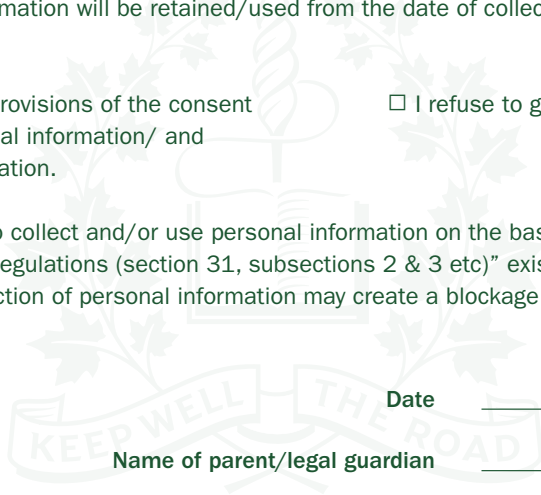 rmation will be retained/used from the date of collec
rovisions of the consent ☐ I refuse to g
al information/ and
ation.
o collect and/or use personal information on the bas
egulations (section 31, subsections 2 & 3 etc)” exis
ction of personal information may create a blockage
Date
Name of parent/legal guardian
KEEP WELL THE ROAD